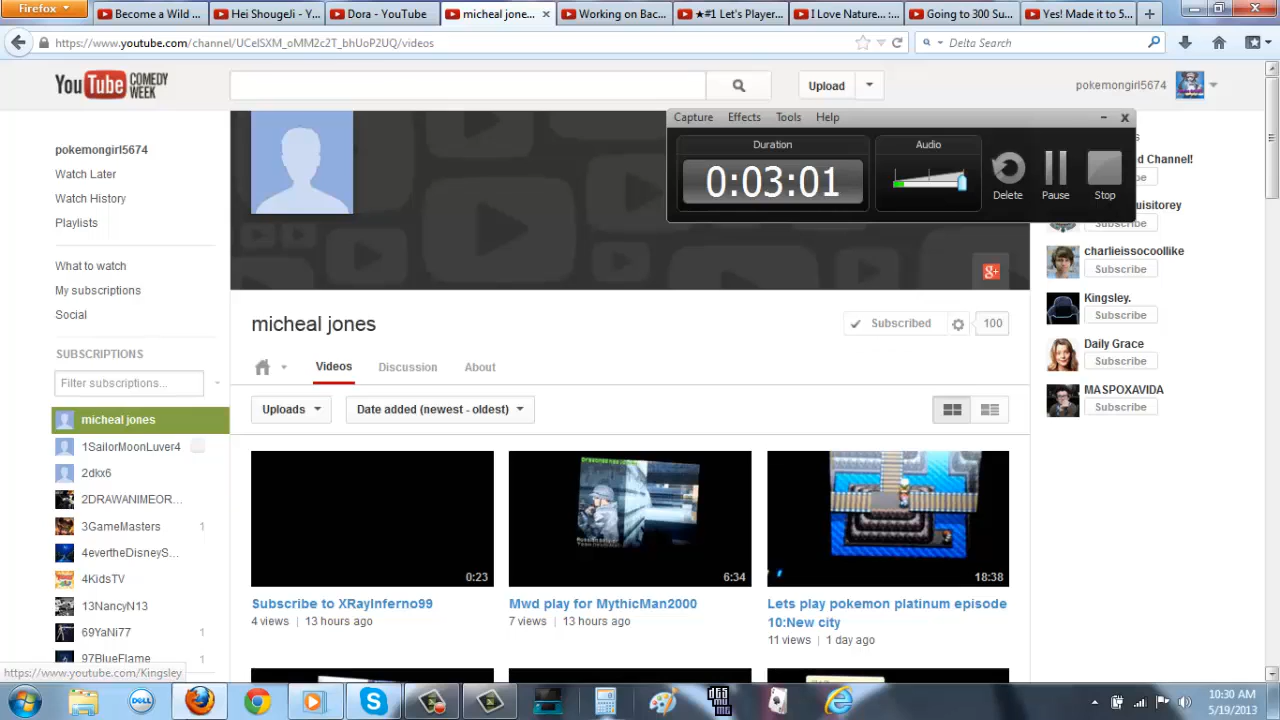 Firefox
Become a Wild ...
Hei ShougeJi - Y...
Dora - YouTube
micheal jone...
Working on Bac...
★#1 Let's Player...
I Love Nature... :...
Going to 300 Su...
Yes! Made it to 5...
https://www.youtube.com/channel/UCelSXM_oMM2c2T_bhUoP2UQ/videos
Delta Search
YouTube COMEDY WEEK
Upload
pokemongirl5674
Capture Effects Tools Help
Duration
Audio
0:03:01
Delete
Pause
Stop
pokemongirl5674
Watch Later
Watch History
Playlists
What to watch
My subscriptions
Social
SUBSCRIPTIONS
Filter subscriptions...
micheal jones
1SailorMoonLuver4
2dkx6
2DRAWANIMEOR...
3GameMasters 1
4evertheDisneyS...
4KidsTV
13NancyN13
69YaNi77 1
97BlueFlame 1
https://www.youtube.com/Kingsley
g+
micheal jones
Subscribed
100
Videos
Discussion
About
Uploads
Date added (newest - oldest)
0:23
Subscribe to XRayInferno99
4 views | 13 hours ago
6:34
Mwd play for MythicMan2000
7 views | 13 hours ago
18:38
Lets play pokemon platinum episode
10:New city
11 views | 1 day ago
d Channel!
Subscribe
charlieissocoollike
Subscribe
Kingsley.
Subscribe
Daily Grace
Subscribe
MASPOXAVIDA
Subscribe
DELL
10:30 AM
5/19/2013